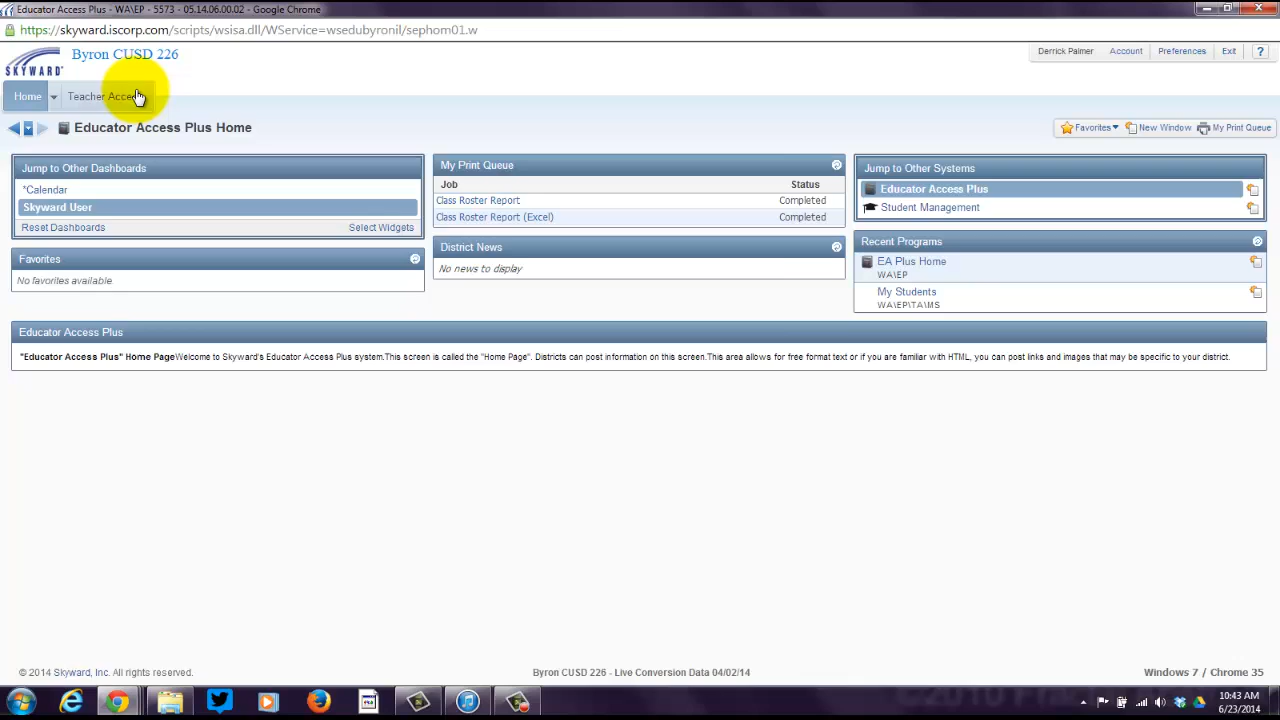 Educator Access Plus - WA\EP - 5573 - 05.14.06.00.02 - Google Chrome
https://skyward.iscorp.com/scripts/wsisa.dll/WService=wsedubyronil/sephom01.w
SKYWARD
Byron CUSD 226
Derrick Palmer Account Preferences Exit ?
Home Teacher Access
Educator Access Plus Home
Favorites New Window My Print Queue
Jump to Other Dashboards
*Calendar
Skyward User
Reset Dashboards Select Widgets
Favorites
No favorites available.
My Print Queue
Job Status
Class Roster Report Completed
Class Roster Report (Excel) Completed
District News
No news to display
Jump to Other Systems
Educator Access Plus
Student Management
Recent Programs
EA Plus Home
WA\EP
My Students
WA\EP\TA\MS
Educator Access Plus
"Educator Access Plus" Home PageWelcome to Skyward's Educator Access Plus system.This screen is called the "Home Page". Districts can post information on this screen.This area allows for free format text or if you are familiar with HTML, you can post links and images that may be specific to your district.
© 2014 Skyward, Inc. All rights reserved.
Byron CUSD 226 - Live Conversion Data 04/02/14
Windows 7 / Chrome 35
10:43 AM
6/23/2014